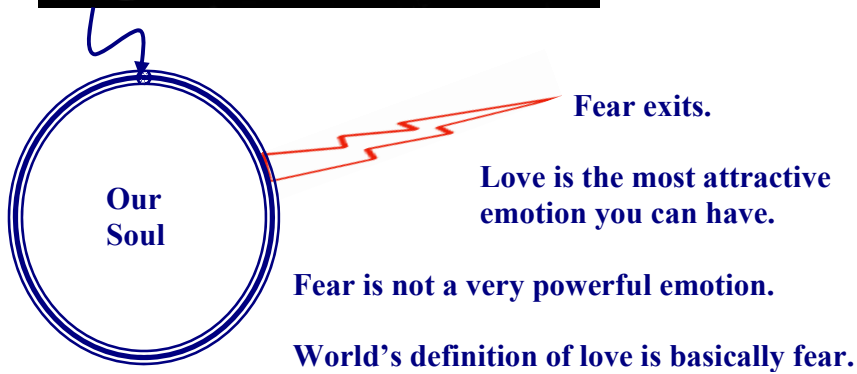 Fear exits.
Love is the most attractive
emotion you can have.
Our
Soul
Fear is not a very powerful emotion.
World's definition of love is basically fear.